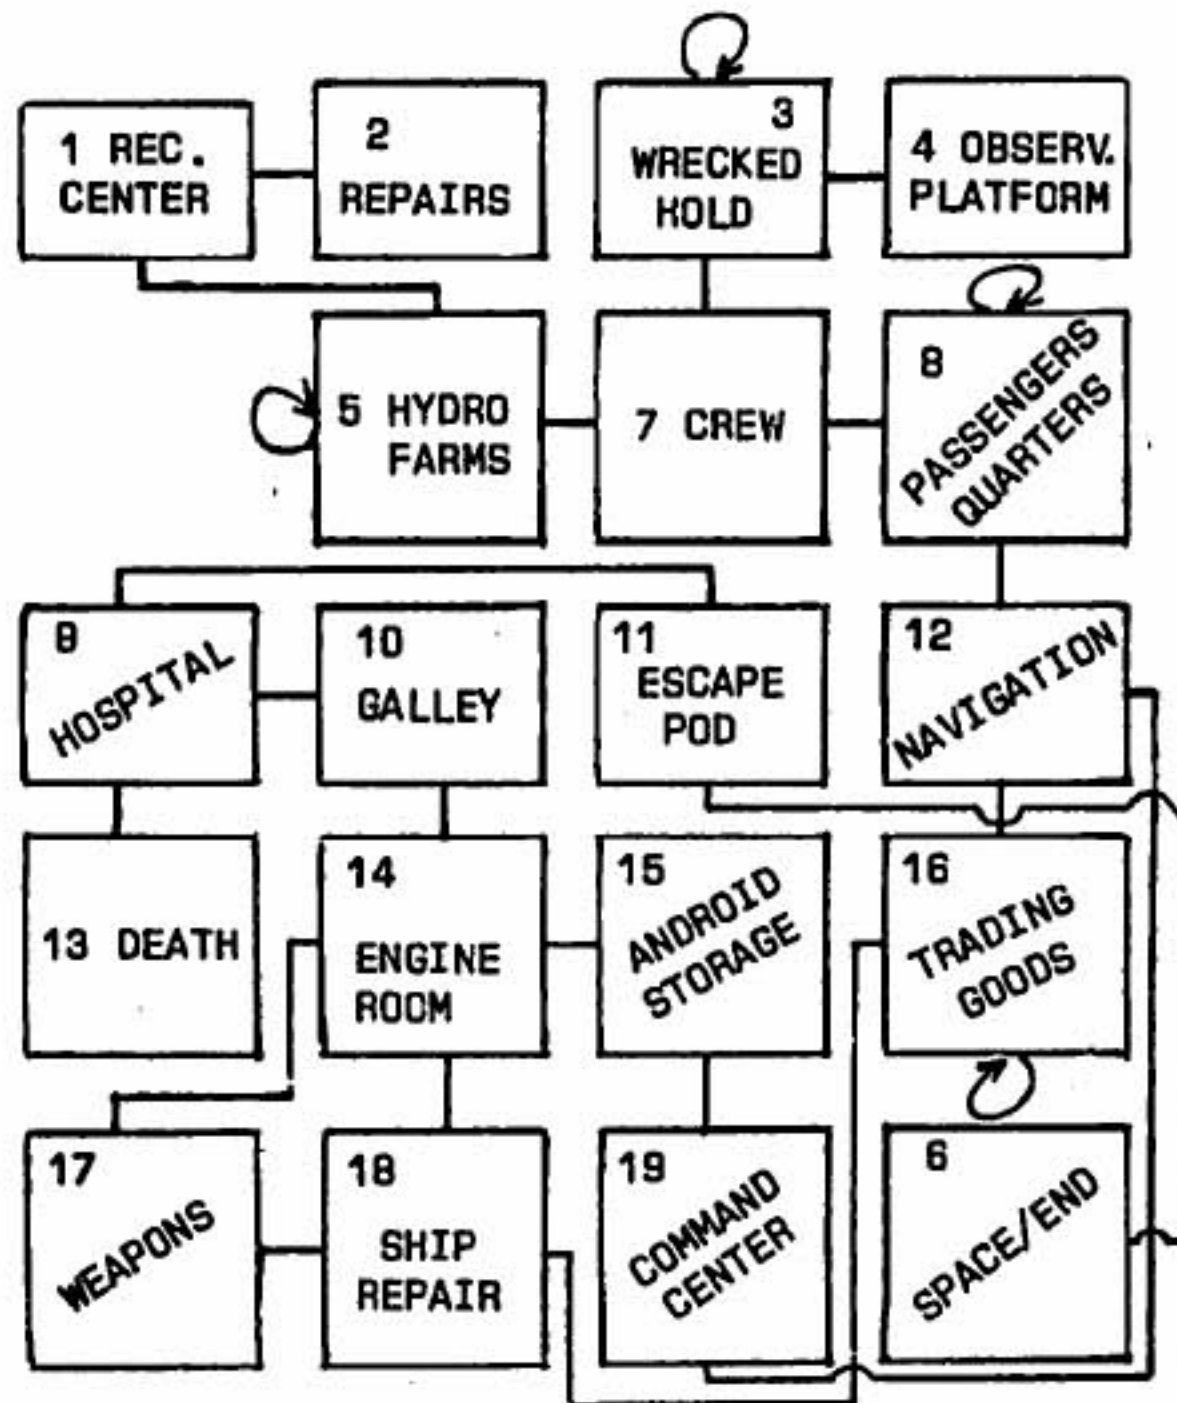 1 REC.
CENTER
2
REPAIRS
3
WRECKED
HOLD
4 OBSERV.
PLATFORM
5 HYDRO
FARMS
7 CREW
8
PASSENGERS
QUARTERS
9
HOSPITAL
10
GALLEY
11
ESCAPE
POD
12
NAVIGATION
13 DEATH
14
ENGINE
ROOM
15
ANDROID
STORAGE
16
TRADING
GOODS
17
WEAPONS
18
SHIP
REPAIR
19
COMMAND
CENTER
6
SPACE/END